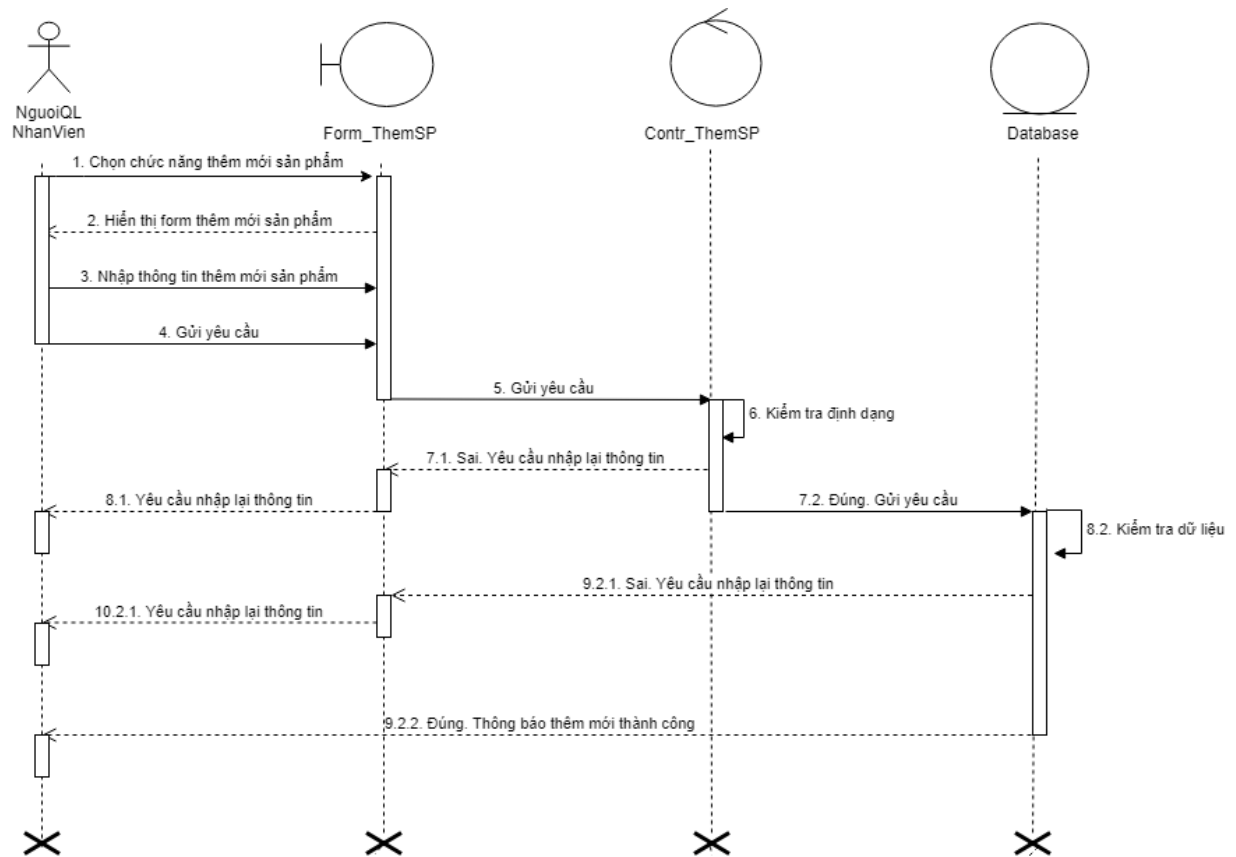 NguoiQL
NhanVien
Form_ThemSP
Contr_ThemSP
Database
1. Chọn chức năng thêm mới sản phẩm
2. Hiển thị form thêm mới sản phẩm
3. Nhập thông tin thêm mới sản phẩm
4. Gửi yêu cầu
5. Gửi yêu cầu
6. Kiểm tra định dạng
7.1. Sai. Yêu cầu nhập lại thông tin
8.1. Yêu cầu nhập lại thông tin
7.2. Đúng. Gửi yêu cầu
8.2. Kiểm tra dữ liệu
9.2.1. Sai. Yêu cầu nhập lại thông tin
10.2.1. Yêu cầu nhập lại thông tin
9.2.2. Đúng. Thông báo thêm mới thành công